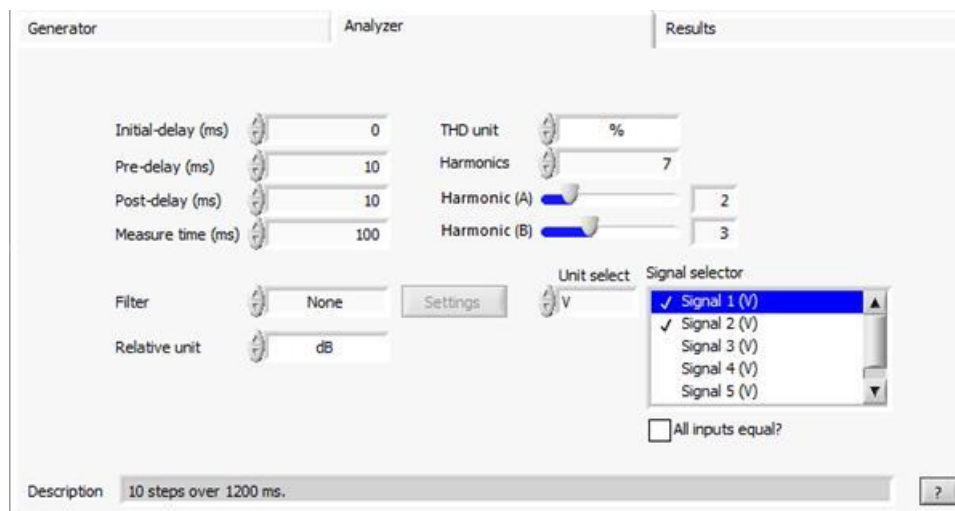 Generator Analyzer Results
Initial-delay (ms) 0 THD unit %
Pre-delay (ms) 10 Harmonics 7
Post-delay (ms) 10 Harmonic (A) 2
Measure time (ms) 100 Harmonic (B) 3
Unit select Signal selector
Filter None Settings V ✓ Signal 1 (V)
✓ Signal 2 (V)
Relative unit dB Signal 3 (V)
Signal 4 (V)
Signal 5 (V)
All inputs equal?
Description 10 steps over 1200 ms. ?